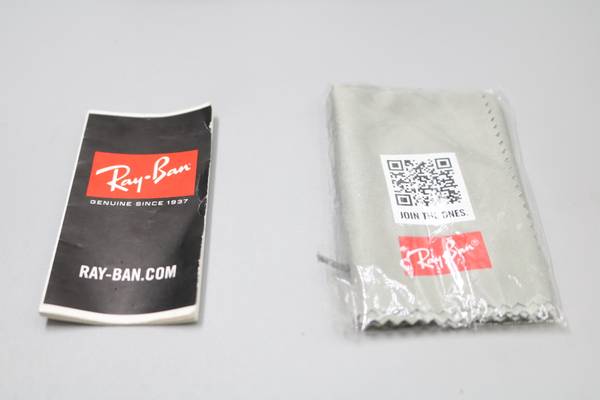 Ray-Ban
GENUINE SINCE 1937
RAY-BAN.COM
JOIN THE ONES.
Ray-Ban®